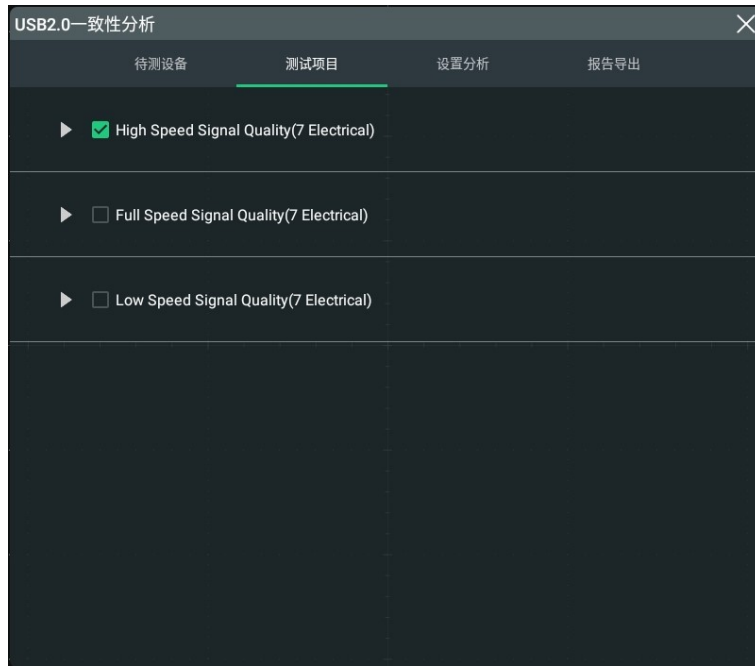 USB2.0一致性分析
待测设备 测试项目 设置分析 报告导出
High Speed Signal Quality(7 Electrical)
Full Speed Signal Quality(7 Electrical)
Low Speed Signal Quality(7 Electrical)